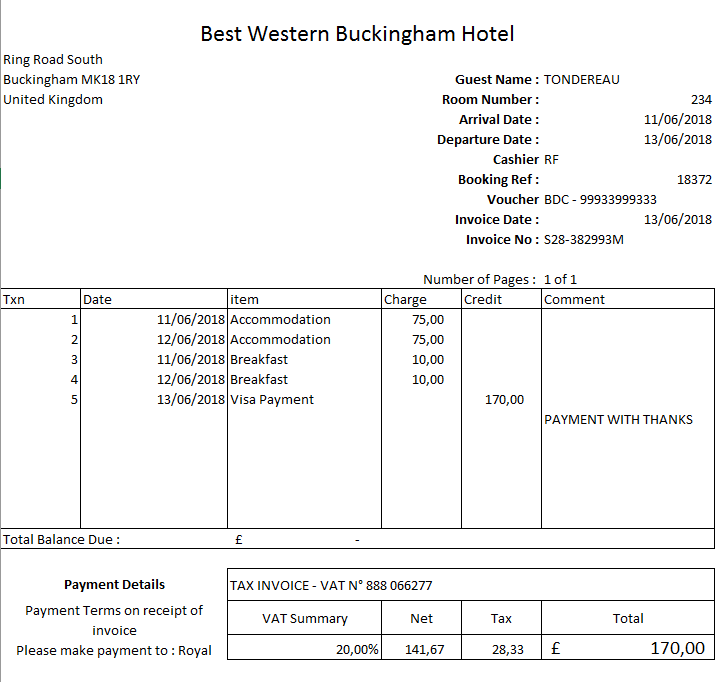 Best Western Buckingham Hotel
Ring Road South
Buckingham MK18 1RY
United Kingdom
Guest Name : TONDEREAU
Room Number : 234
Arrival Date : 11/06/2018
Departure Date : 13/06/2018
Cashier RF
Booking Ref : 18372
Voucher BDC - 99933999333
Invoice Date : 13/06/2018
Invoice No : S28-382993M
Number of Pages : 1 of 1
Txn Date item Charge Credit Comment
1 11/06/2018 Accommodation 75,00
2 12/06/2018 Accommodation 75,00
3 11/06/2018 Breakfast 10,00
4 12/06/2018 Breakfast 10,00
5 13/06/2018 Visa Payment 170,00
PAYMENT WITH THANKS
Total Balance Due : £ -
Payment Details
Payment Terms on receipt of
invoice
Please make payment to : Royal
TAX INVOICE - VAT N° 888 066277
VAT Summary Net Tax Total
20,00% 141,67 28,33 £ 170,00